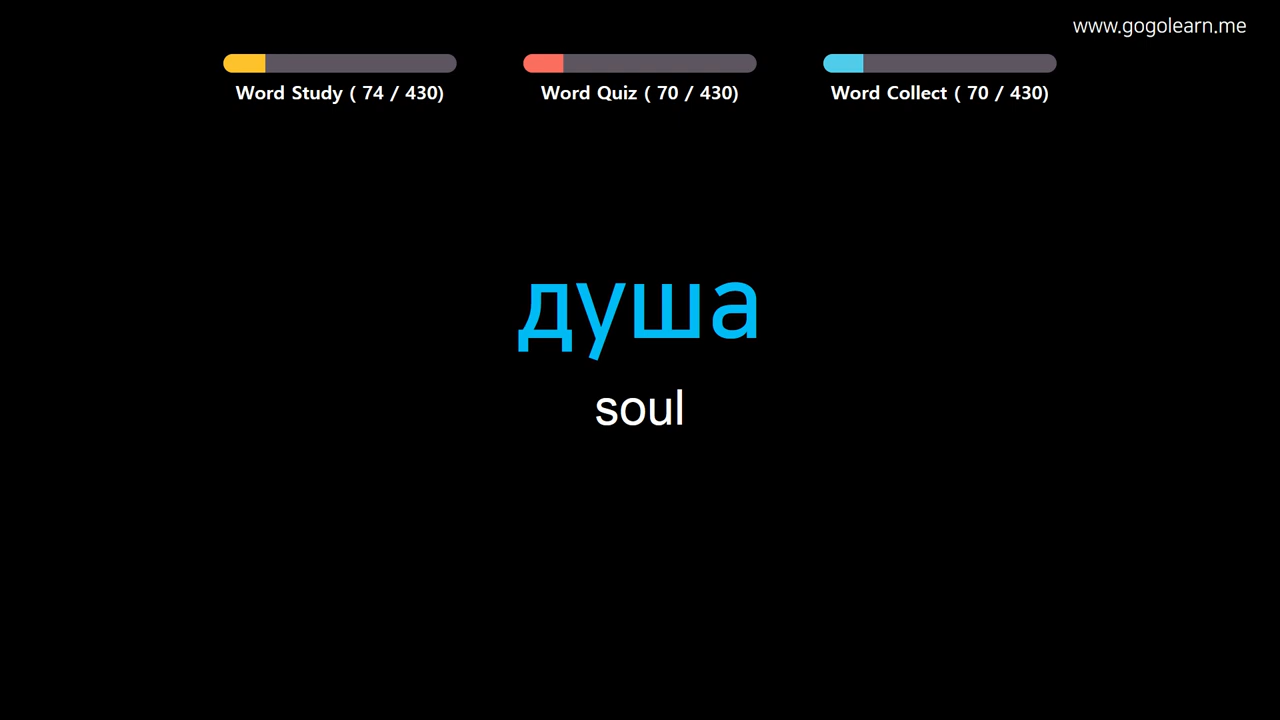 www.gogolearn.me
Word Study ( 74 / 430)
Word Quiz ( 70 / 430)
Word Collect ( 70 / 430)
душа
soul